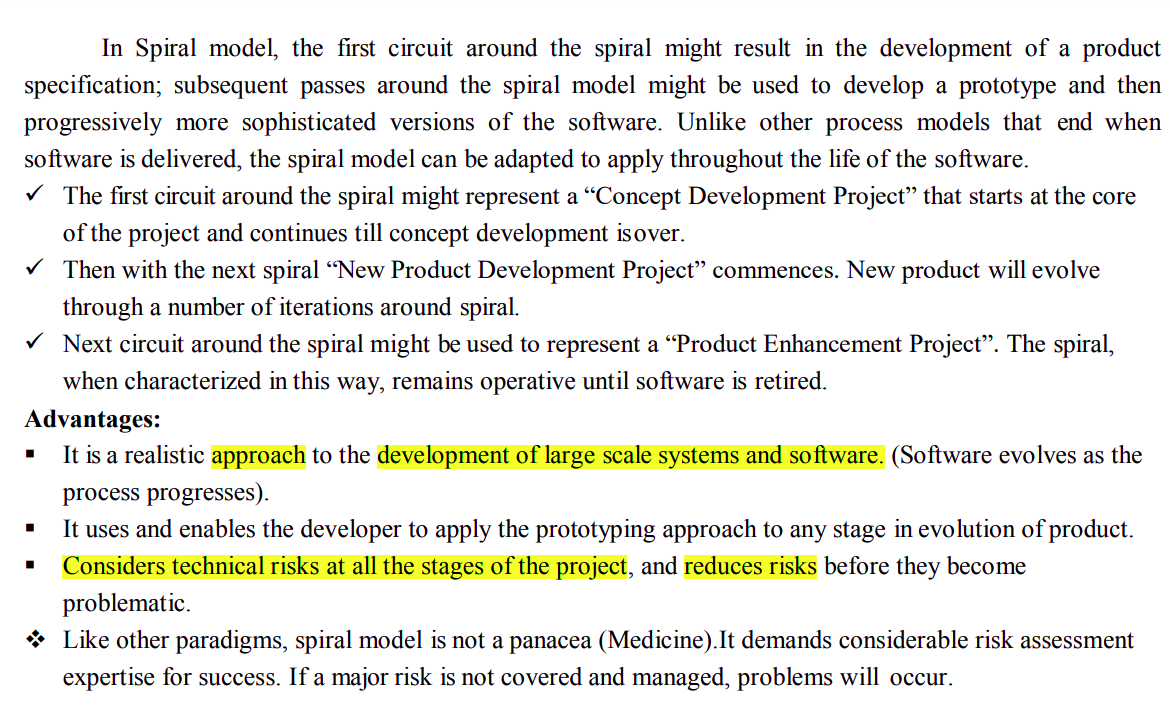 In Spiral model, the first circuit around the spiral might result in the development of a product
specification; subsequent passes around the spiral model might be used to develop a prototype and then
progressively more sophisticated versions of the software. Unlike other process models that end when
software is delivered, the spiral model can be adapted to apply throughout the life of the software.
✓ The first circuit around the spiral might represent a “Concept Development Project” that starts at the core
of the project and continues till concept development isover.
✓ Then with the next spiral “New Product Development Project” commences. New product will evolve
through a number of iterations around spiral.
✓ Next circuit around the spiral might be used to represent a “Product Enhancement Project”. The spiral,
when characterized in this way, remains operative until software is retired.
Advantages:
▪ It is a realistic approach to the development of large scale systems and software. (Software evolves as the
process progresses).
▪ It uses and enables the developer to apply the prototyping approach to any stage in evolution of product.
▪ Considers technical risks at all the stages of the project, and reduces risks before they become
problematic.
❖ Like other paradigms, spiral model is not a panacea (Medicine).It demands considerable risk assessment
expertise for success. If a major risk is not covered and managed, problems will occur.